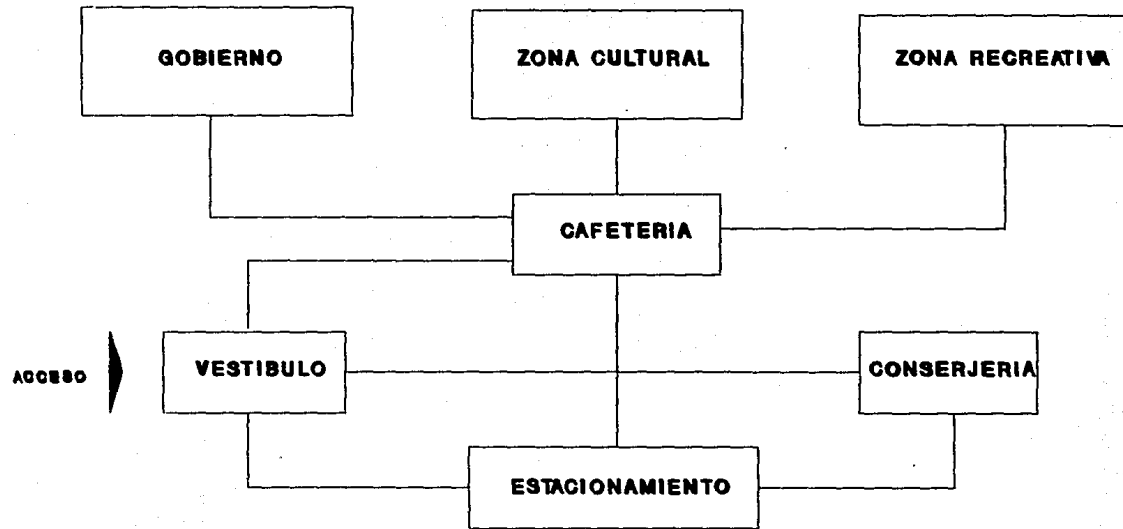 GOBIERNO
ZONA CULTURAL
ZONA RECREATIVA
CAFETERIA
ACCESO
VESTIBULO
CONSERJERIA
ESTACIONAMIENTO